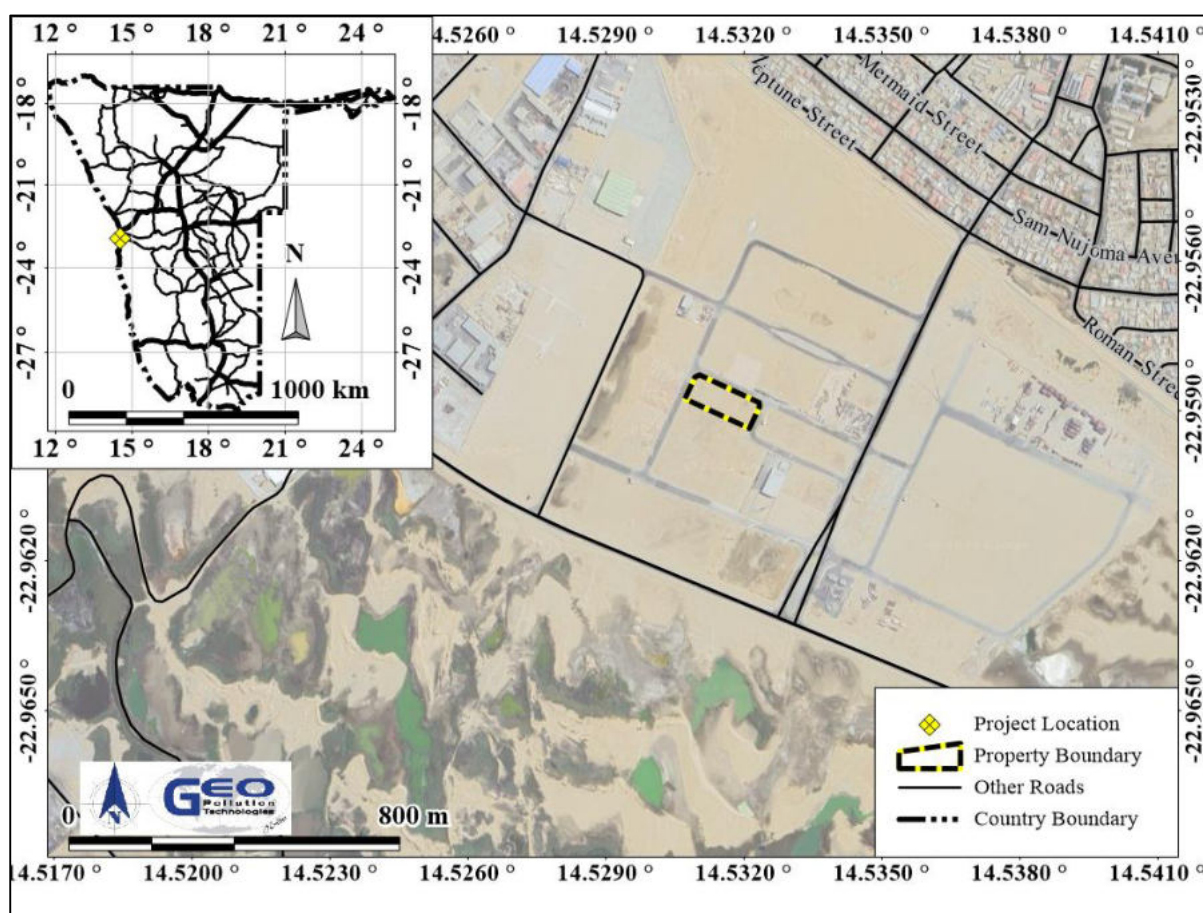 12 ° 15 ° 18 ° 21 ° 24 °
14.5260 ° 14.5290 ° 14.5320 ° 14.5350 ° 14.5380 ° 14.5410 °
-18 ° -21 ° -24 ° -27 °
-18 ° -21 ° -24 ° -27 °
N
0 1000 km
12 15 18 21 24
Neptune Street
Mermaid Street
Sam Nujoma Aven
Roman Stree
-22.9530 °
-22.9560 °
-22.9590 °
-22.9620 °
-22.9650 °
-22.9620 °
-22.9650 °
Project Location
Property Boundary
Other Roads
Country Boundary
N
GEO
Pollution
Technologies
0 800 m
14.5170 ° 14.5200 ° 14.5230 ° 14.5260 ° 14.5290 ° 14.5320 ° 14.5350 ° 14.5380 ° 14.5410 °